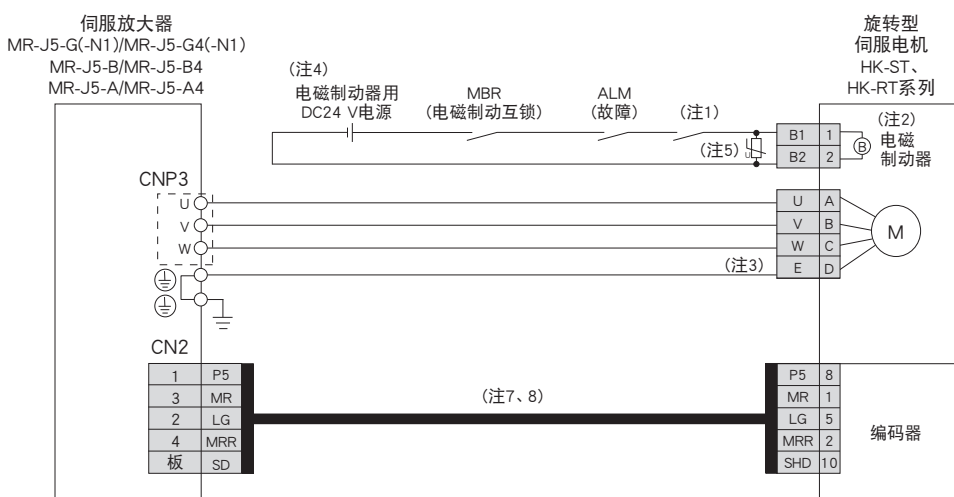 伺服放大器
MR-J5-G(-N1)/MR-J5-G4(-N1)
MR-J5-B/MR-J5-B4
MR-J5-A/MR-J5-A4
旋转型
伺服电机
HK-ST、
HK-RT系列
(注4)
电磁制动器用
DC24 V电源
MBR
(电磁制动互锁)
ALM
(故障)
(注1)
(注5)
U
B1 1
B2 2
B
(注2)
电磁
制动器
CNP3
U
V
W
U A
V B
W C
E D
M
(注3)
CN2
1 P5
3 MR
2 LG
4 MRR
板 SD
(注7、8)
P5 8
MR 1
LG 5
MRR 2
SHD 10
编码器